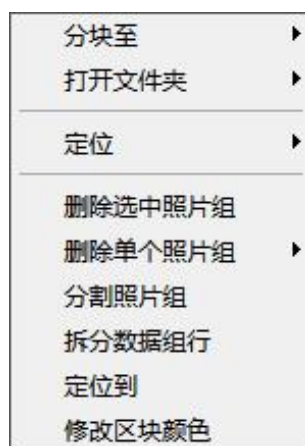 分块至
打开文件夹
定位
删除选中照片组
删除单个照片组
分割照片组
拆分数据组行
定位到
修改区块颜色